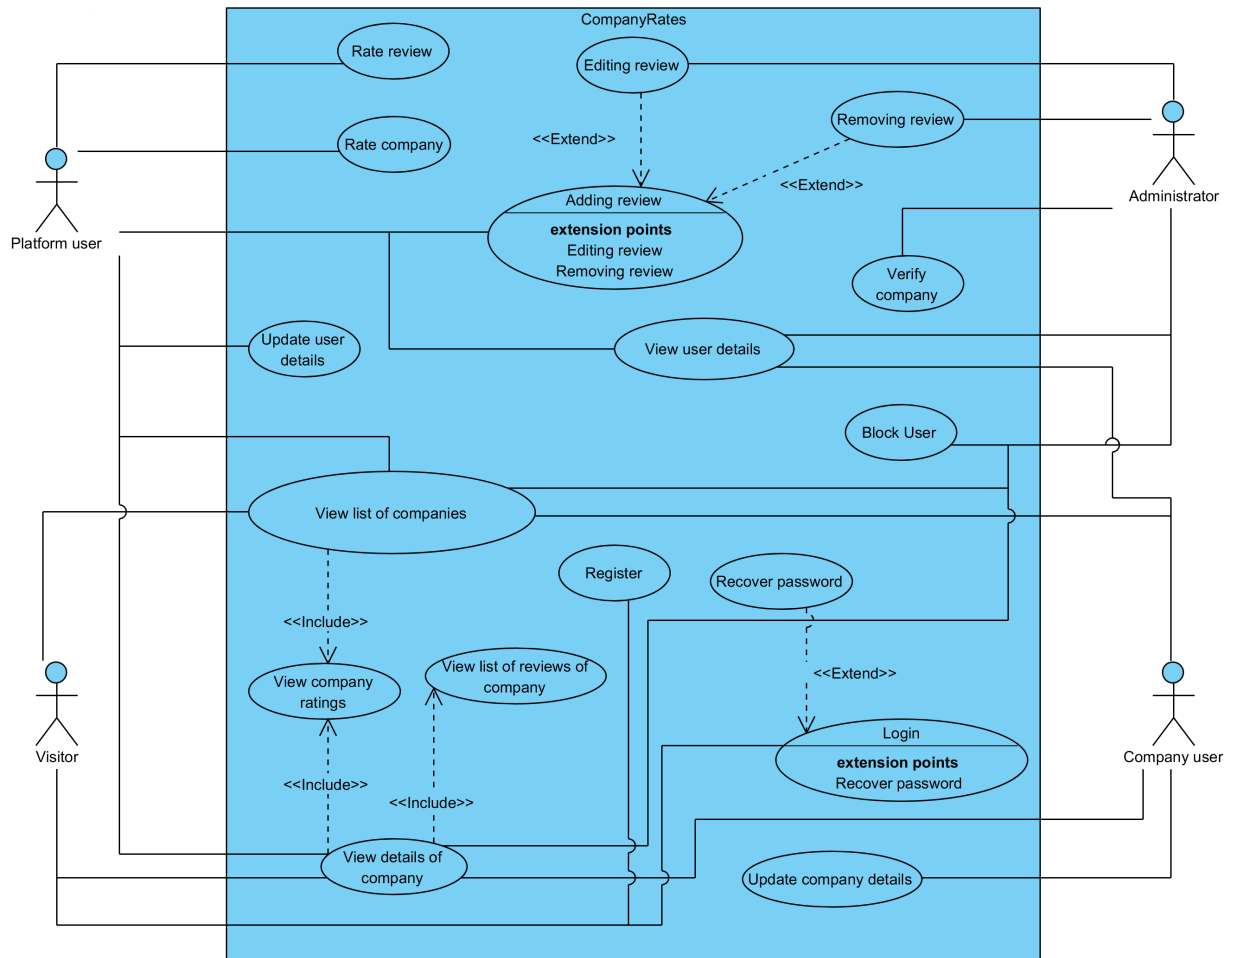 CompanyRates
Rate review
Editing review
Removing review
<<Extend>>
Rate company
<<Extend>>
Administrator
Adding review
extension points
Editing review
Removing review
Platform user
Verify
company
Update user
details
View user details
Block User
View list of companies
Register
Recover password
<<Include>>
View list of reviews of
company
<<Extend>>
View company
ratings
Login
extension points
Recover password
Visitor
Company user
<<Include>>
<<Include>>
View details of
company
Update company details